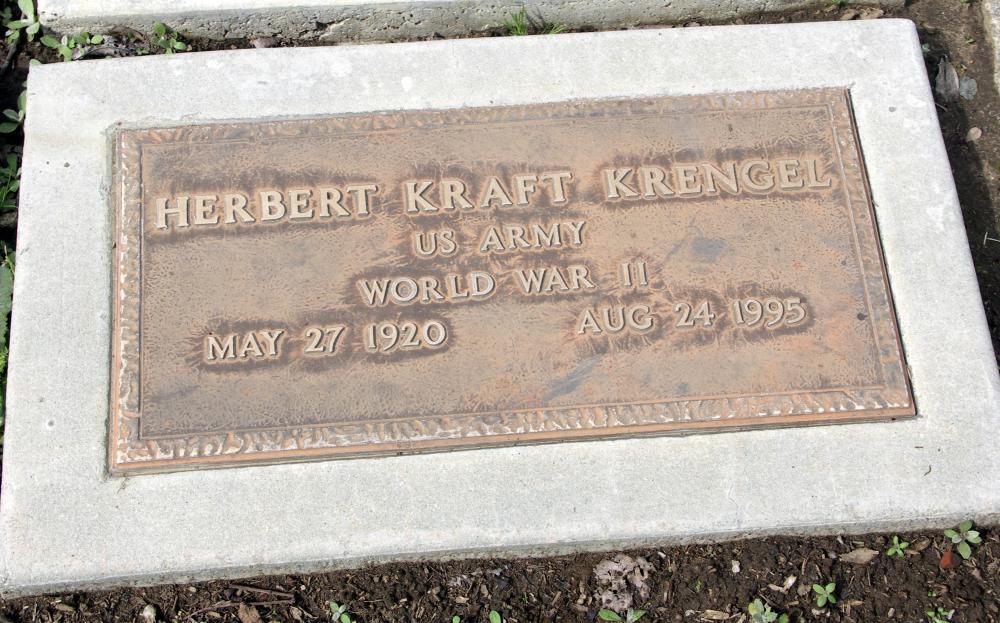 HERBERT KRAFT KRENGEL
US ARMY
WORLD WAR II
MAY 27 1920 AUG 24 1995